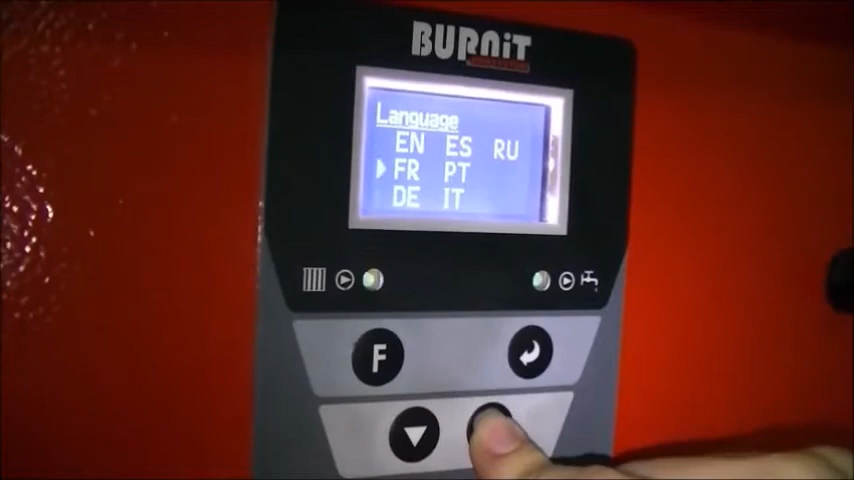 BURNiT
Language
EN ES RU
FR PT
DE IT
F